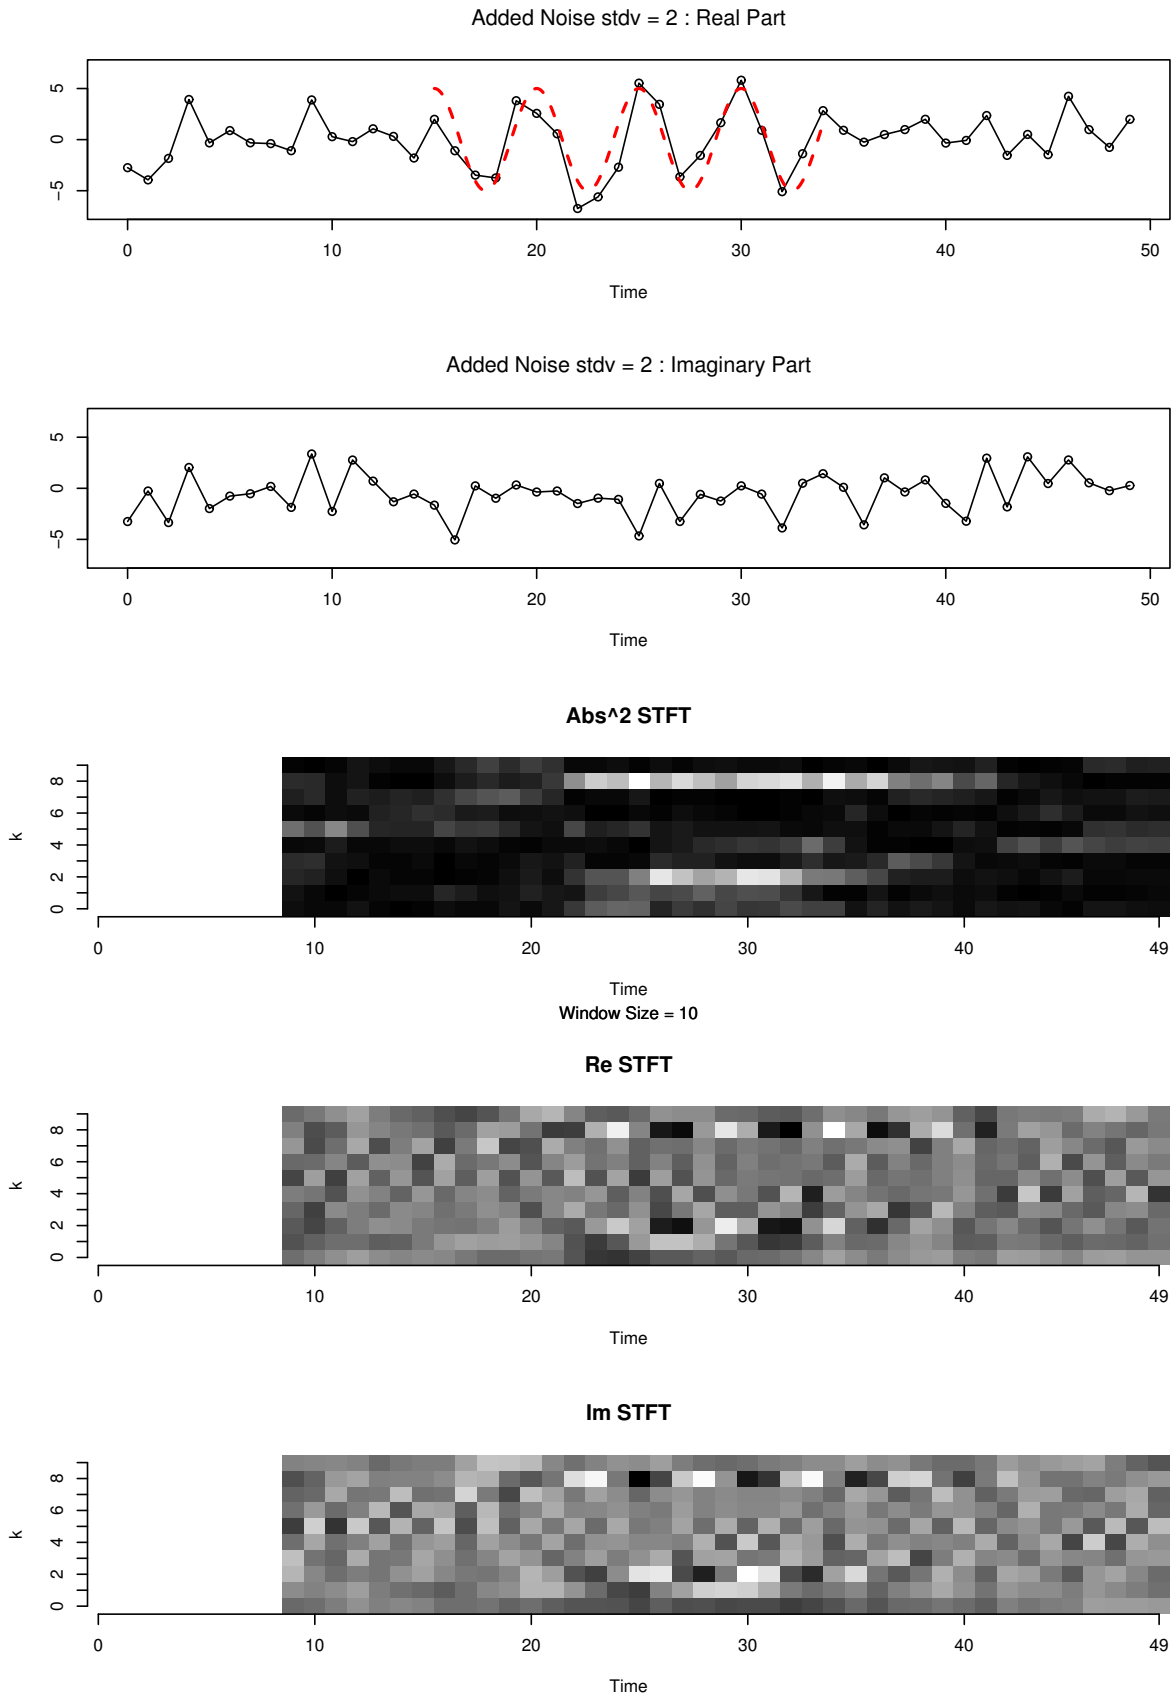 Added Noise stdv = 2 : Real Part
5
0
−5
0 10 20 30 40 50
Time
Added Noise stdv = 2 : Imaginary Part
5
0
−5
0 10 20 30 40 50
Time
Abs^2 STFT
8
6
4
2
0
k
0 10 20 30 40 49
Time
Window Size = 10
Re STFT
8
6
4
2
0
k
0 10 20 30 40 49
Time
Im STFT
8
6
4
2
0
k
0 10 20 30 40 49
Time